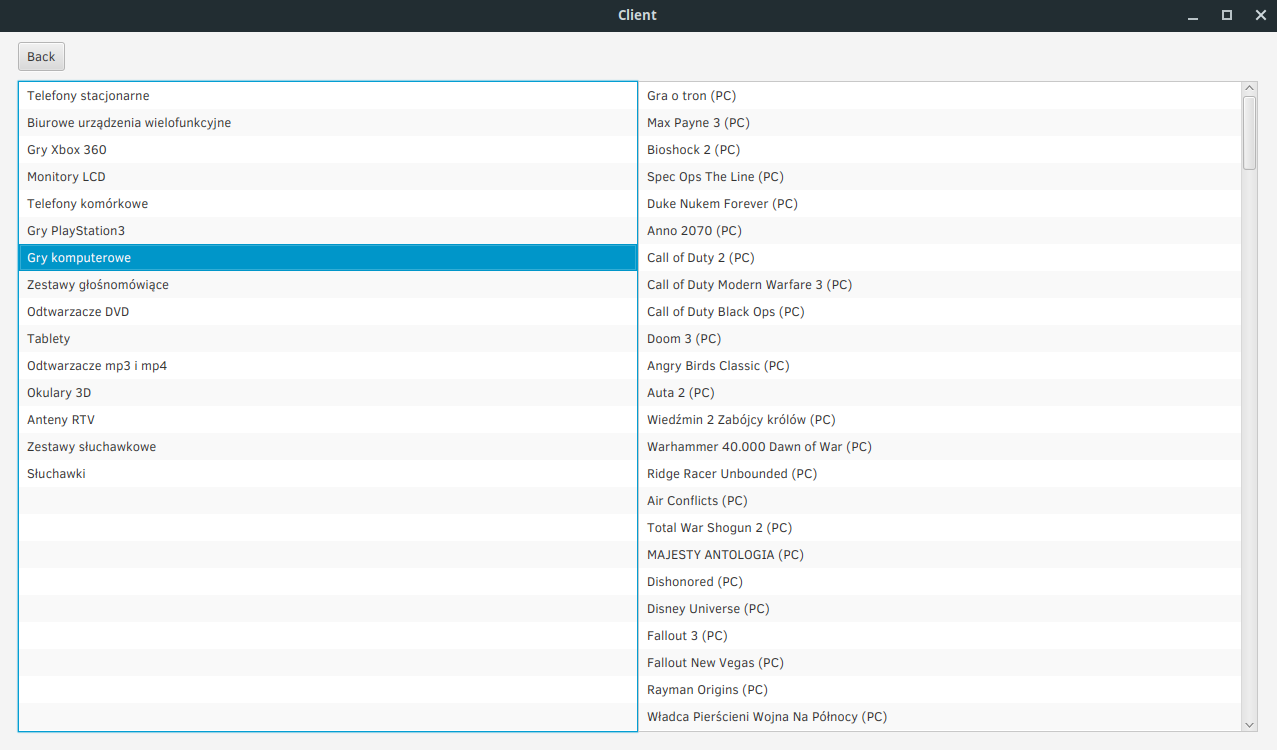 Client
Back
Telefony stacjonarne
Biurowe urządzenia wielofunkcyjne
Gry Xbox 360
Monitory LCD
Telefony komórkowe
Gry PlayStation3
Gry komputerowe
Zestawy głośnomówiące
Odtwarzacze DVD
Tablety
Odtwarzacze mp3 i mp4
Okulary 3D
Anteny RTV
Zestawy słuchawkowe
Słuchawki
Gra o tron (PC)
Max Payne 3 (PC)
Bioshock 2 (PC)
Spec Ops The Line (PC)
Duke Nukem Forever (PC)
Anno 2070 (PC)
Call of Duty 2 (PC)
Call of Duty Modern Warfare 3 (PC)
Call of Duty Black Ops (PC)
Doom 3 (PC)
Angry Birds Classic (PC)
Auta 2 (PC)
Wiedźmin 2 Zabójcy królów (PC)
Warhammer 40.000 Dawn of War (PC)
Ridge Racer Unbounded (PC)
Air Conflicts (PC)
Total War Shogun 2 (PC)
MAJESTY ANTOLOGIA (PC)
Dishonored (PC)
Disney Universe (PC)
Fallout 3 (PC)
Fallout New Vegas (PC)
Rayman Origins (PC)
Władca Pierścieni Wojna Na Północy (PC)